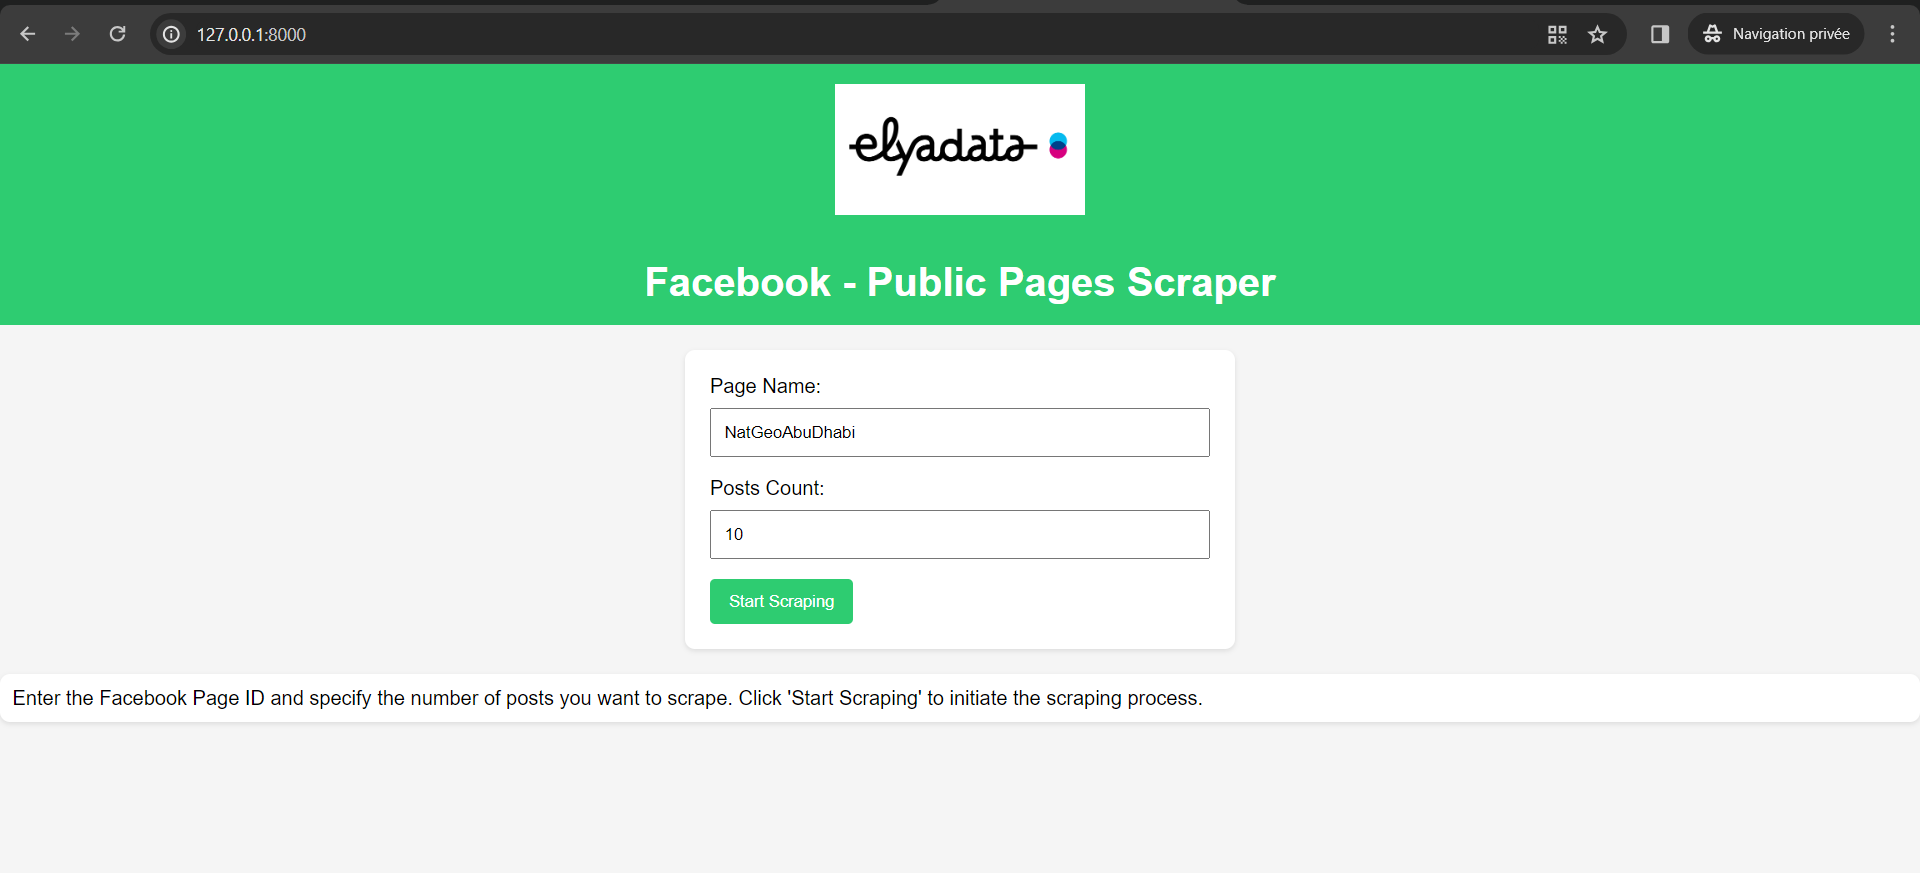 127.0.0.1:8000
Navigation privée
elyadata
Facebook - Public Pages Scraper
Page Name:
NatGeoAbuDhabi
Posts Count:
10
Start Scraping
Enter the Facebook Page ID and specify the number of posts you want to scrape. Click 'Start Scraping' to initiate the scraping process.